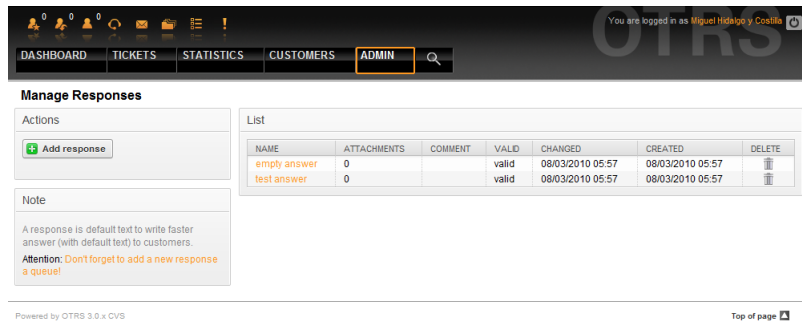 0 0 0
You are logged in as Miguel Hidalgo y Costilla
OTRS
DASHBOARD TICKETS STATISTICS CUSTOMERS ADMIN
Manage Responses
Actions
Add response
Note
A response is default text to write faster
answer (with default text) to customers.
Attention: Don't forget to add a new response
a queue!
List
NAME ATTACHMENTS COMMENT VALID CHANGED CREATED DELETE
empty answer 0 valid 08/03/2010 05:57 08/03/2010 05:57
test answer 0 valid 08/03/2010 05:57 08/03/2010 05:57
Powered by OTRS 3.0.x CVS
Top of page